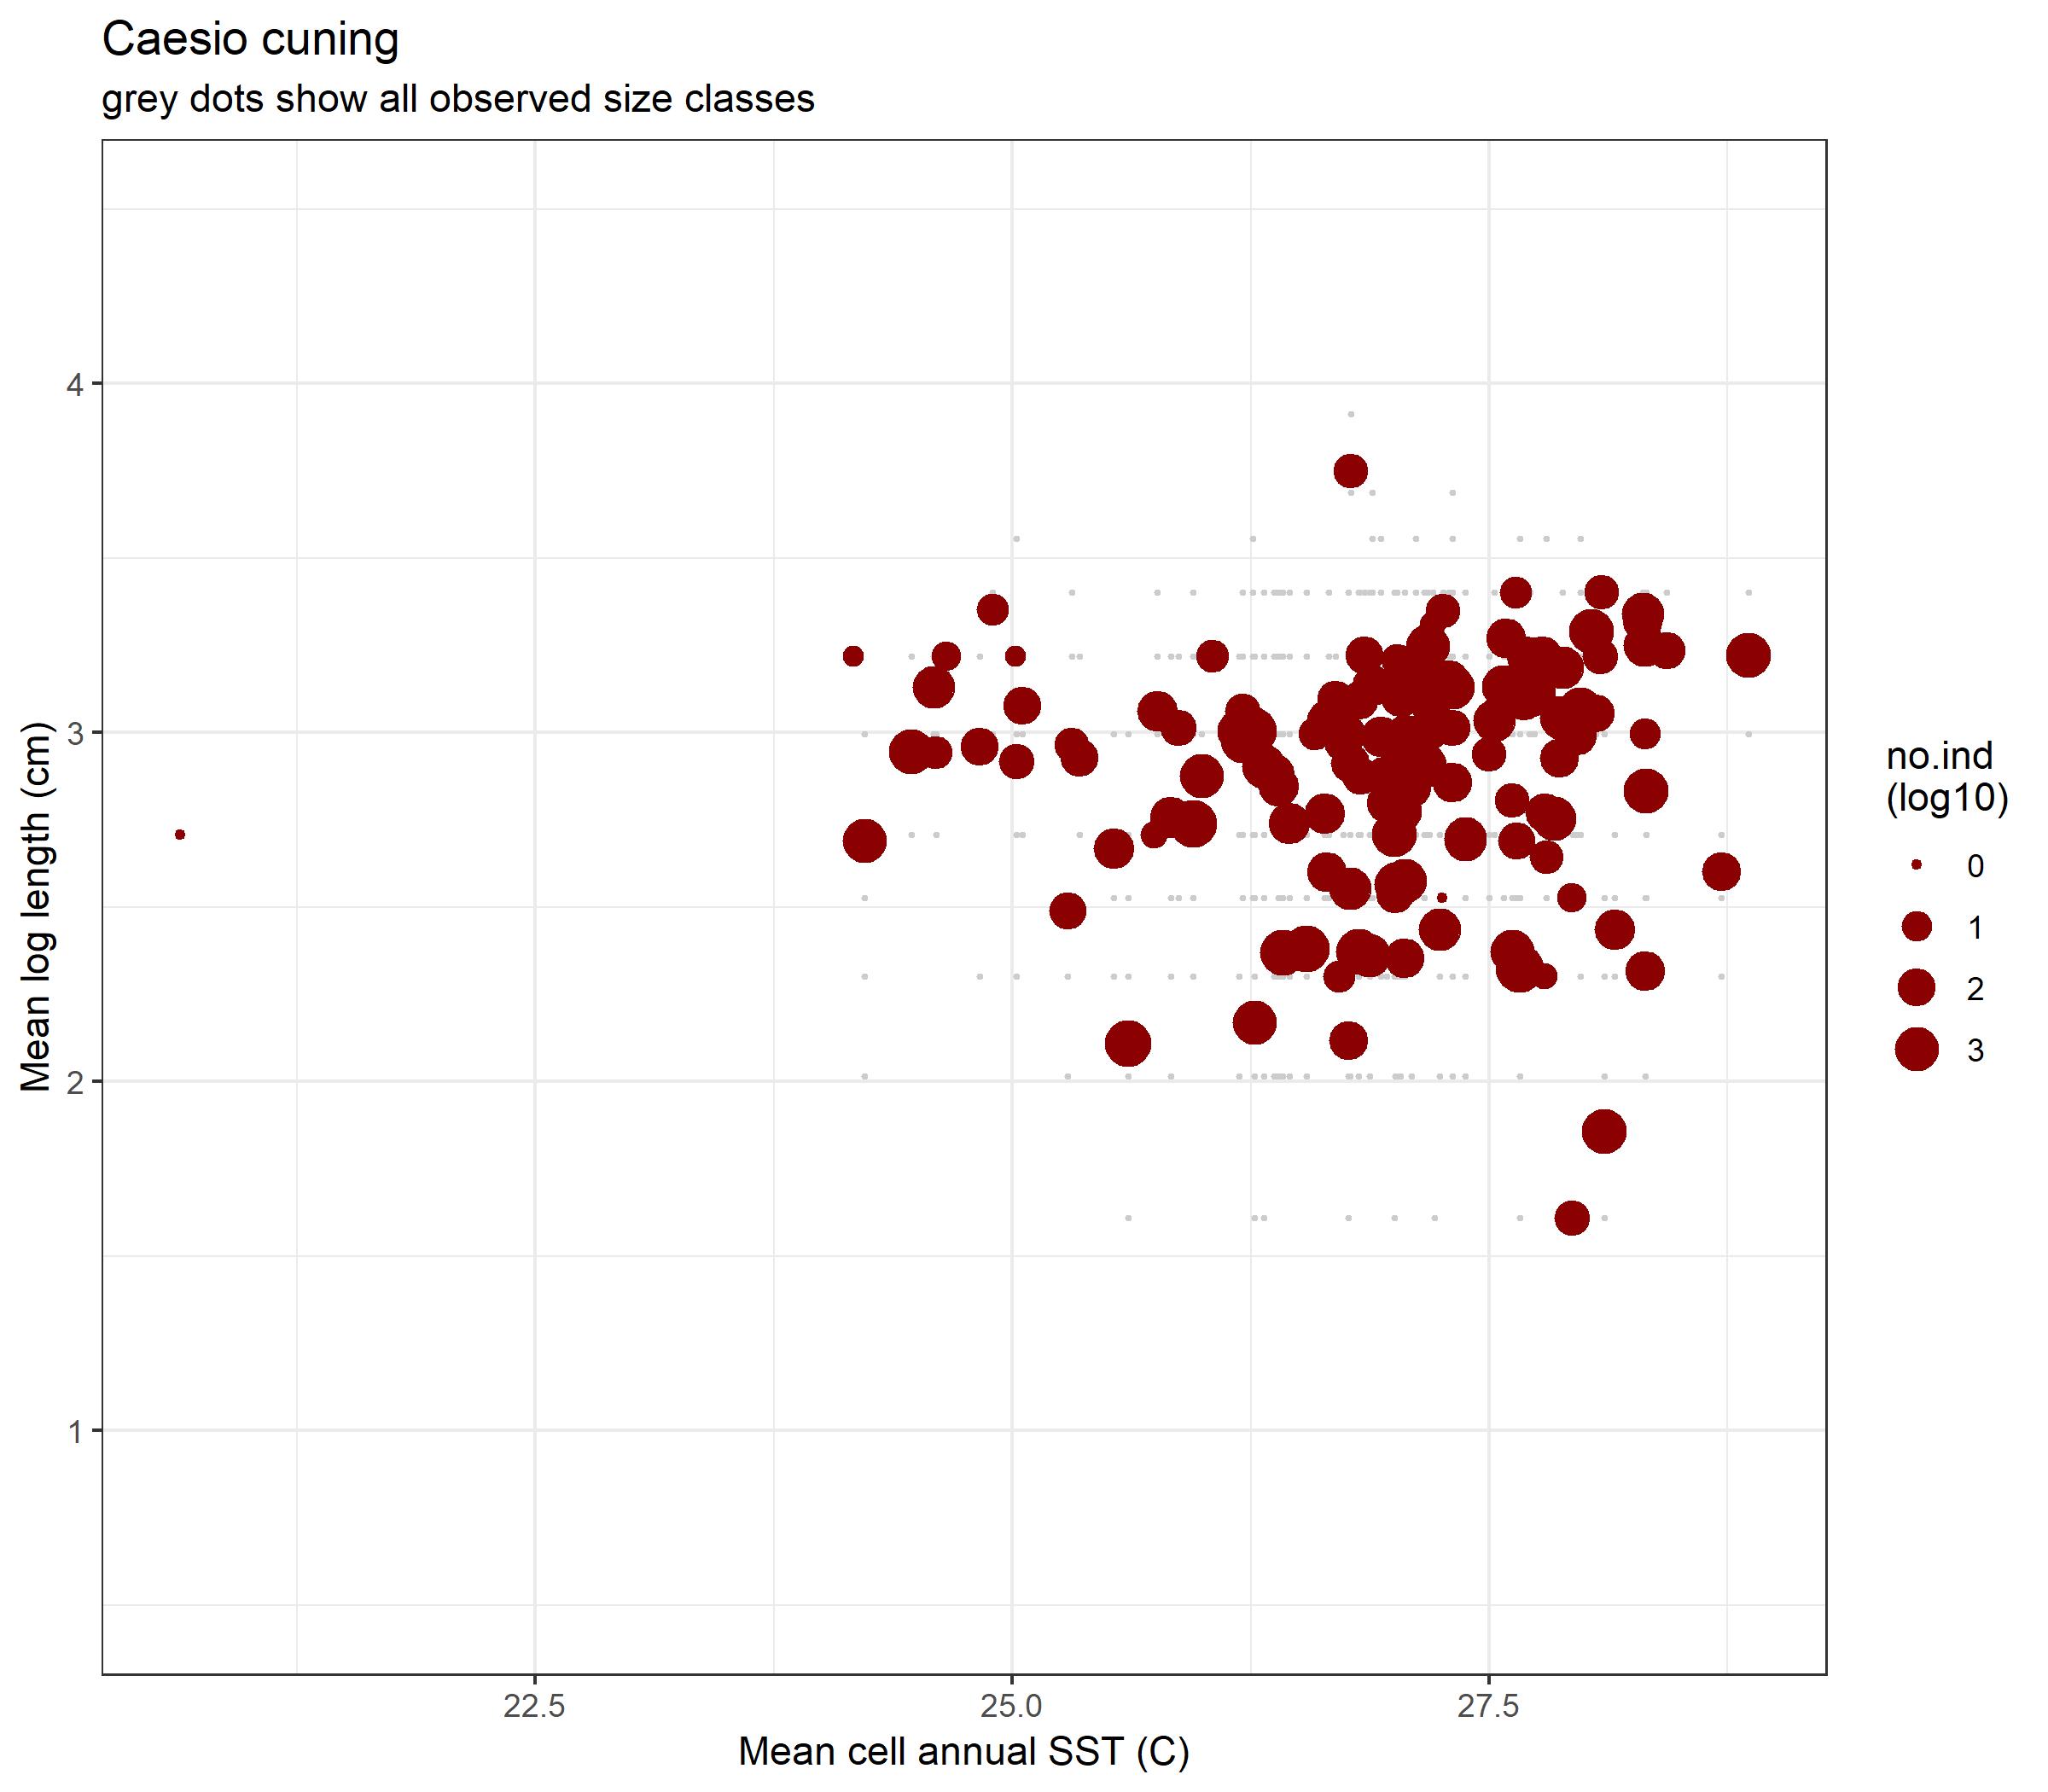 Caesio cuning
grey dots show all observed size classes
4
3
2
1
Mean log length (cm)
22.5
25.0
27.5
Mean cell annual SST (C)
no.ind
(log10)
0
1
2
3